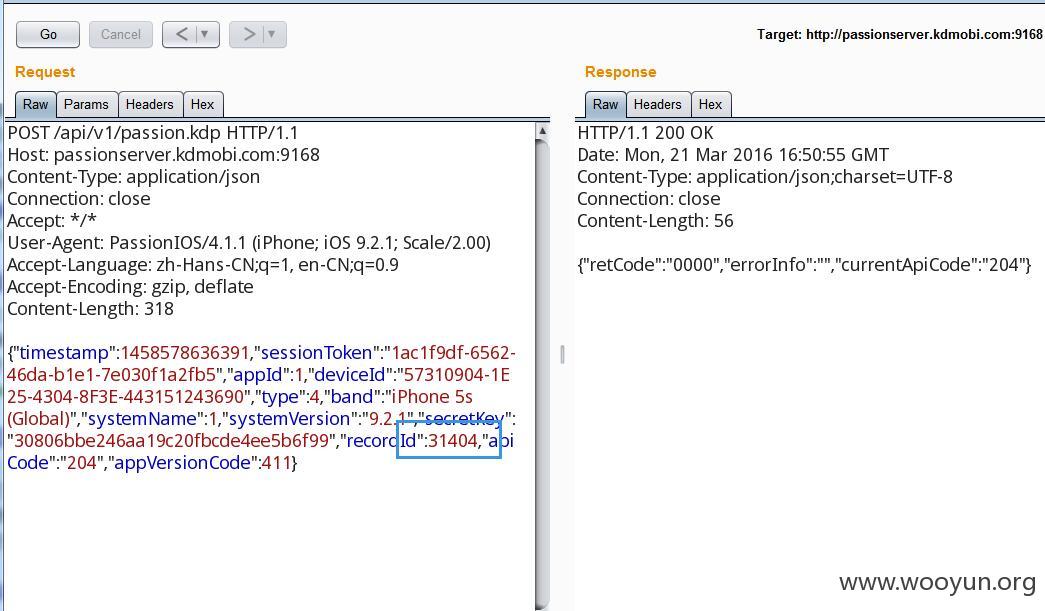 Go Cancel < > Target: http://passionserver.kdmobi.com:9168
Request
Raw Params Headers Hex
POST /api/v1/passion.kdp HTTP/1.1
Host: passionserver.kdmobi.com:9168
Content-Type: application/json
Connection: close
Accept: */*
User-Agent: PassionIOS/4.1.1 (iPhone; iOS 9.2.1; Scale/2.00)
Accept-Language: zh-Hans-CN;q=1, en-CN;q=0.9
Accept-Encoding: gzip, deflate
Content-Length: 318
{"timestamp":1458578636391,"sessionToken":"1ac1f9df-6562-
46da-b1e1-7e030f1a2fb5","appId":1,"deviceId":"57310904-1E
25-4304-8F3E-443151243690","type":4,"band":"iPhone 5s
(Global)","systemName":1,"systemVersion":"9.2.1","secretKey":
"30806bbe246aa19c20fbcde4ee5b6f99","recordId":31404,"api
Code":"204","appVersionCode":411}
Response
Raw Headers Hex
HTTP/1.1 200 OK
Date: Mon, 21 Mar 2016 16:50:55 GMT
Content-Type: application/json;charset=UTF-8
Connection: close
Content-Length: 56
{"retCode":"0000","errorInfo":"","currentApiCode":"204"}
www.wooyun.org